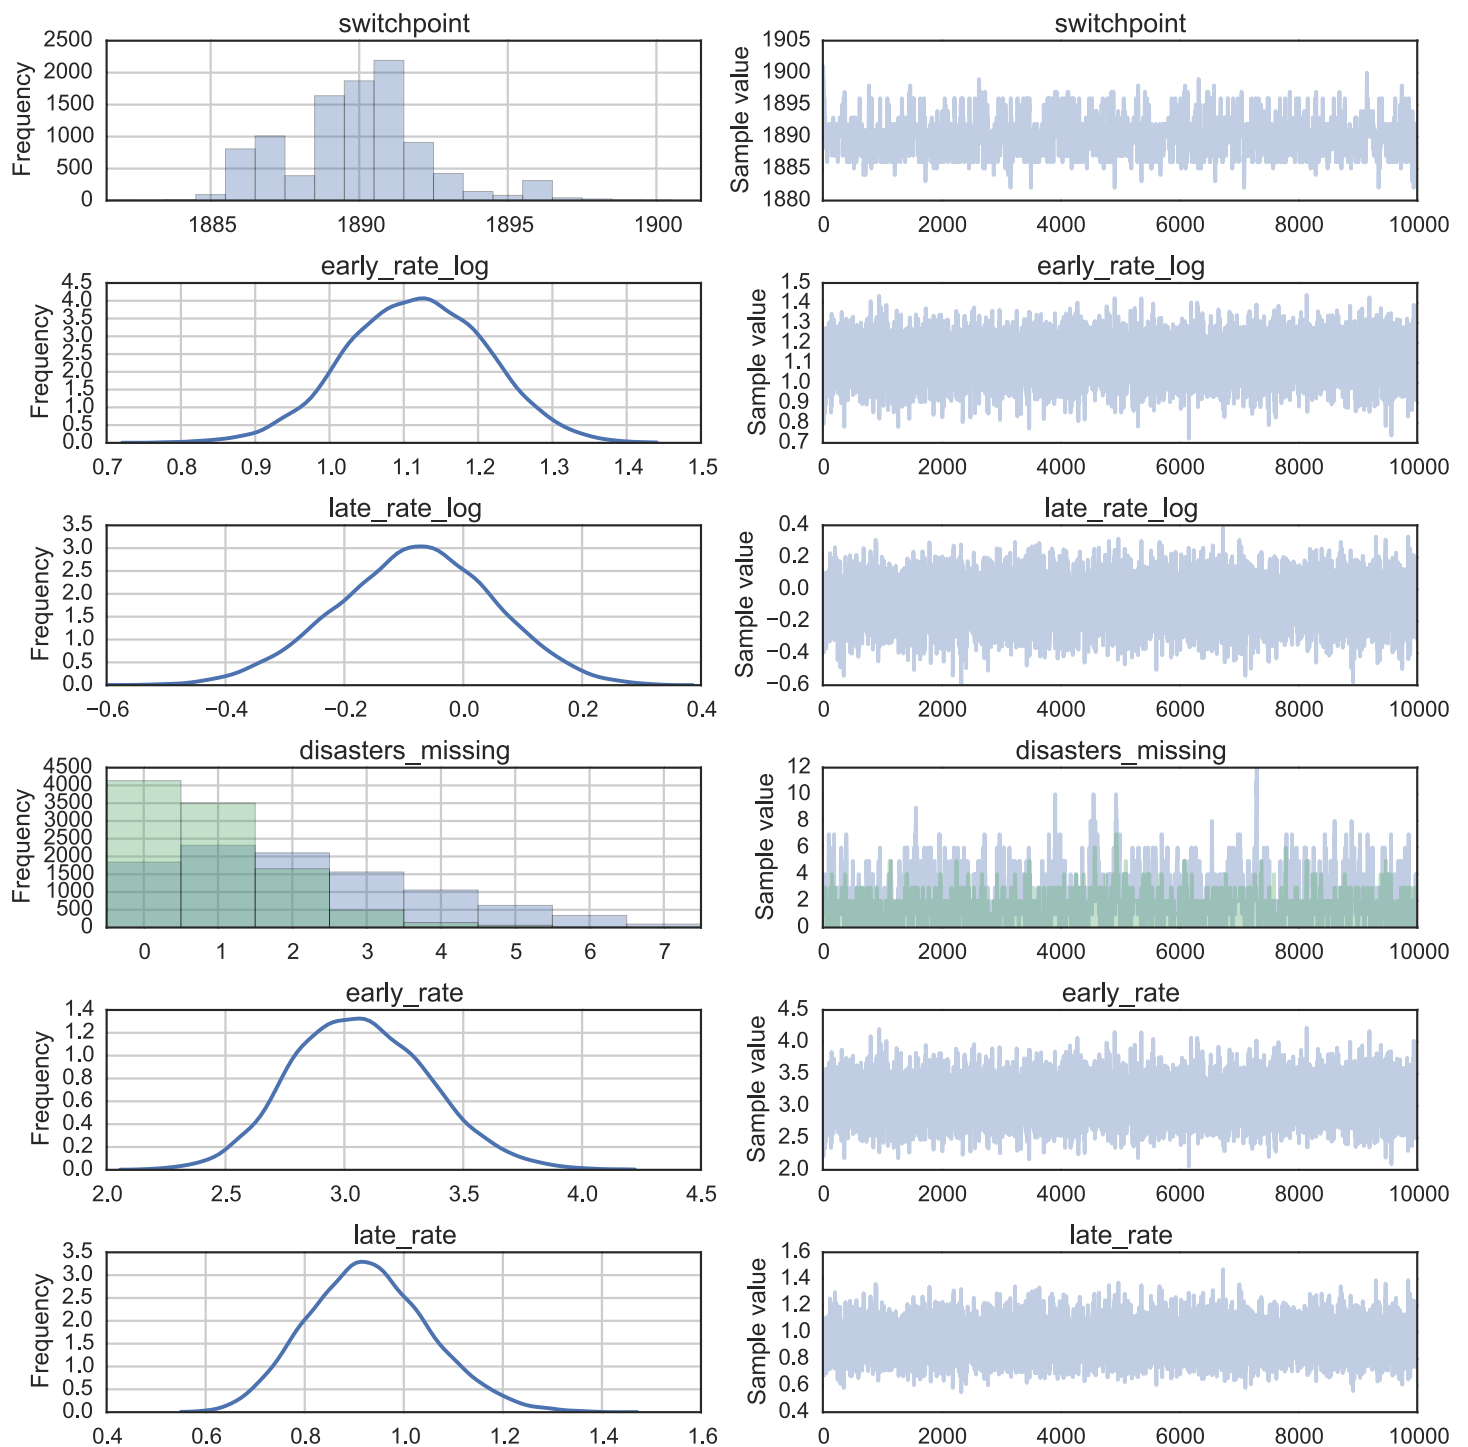 switchpoint
Frequency
2500
2000
1500
1000
500
0
1885 1890 1895 1900
switchpoint
Sample value
1905
1900
1895
1890
1885
1880
0 2000 4000 6000 8000 10000
early_rate_log
Frequency
4.5
4.0
3.5
3.0
2.5
2.0
1.5
1.0
0.5
0.0
0.7 0.8 0.9 1.0 1.1 1.2 1.3 1.4 1.5
early_rate_log
Sample value
1.5
1.4
1.3
1.2
1.1
1.0
0.9
0.8
0.7
0 2000 4000 6000 8000 10000
late_rate_log
Frequency
3.5
3.0
2.5
2.0
1.5
1.0
0.5
0.0
−0.6 −0.4 −0.2 0.0 0.2 0.4
late_rate_log
Sample value
0.4
0.2
0.0
−0.2
−0.4
−0.6
0 2000 4000 6000 8000 10000
disasters_missing
Frequency
4500
4000
3500
3000
2500
2000
1500
1000
500
0
0 1 2 3 4 5 6 7
disasters_missing
Sample value
12
10
8
6
4
2
0
0 2000 4000 6000 8000 10000
early_rate
Frequency
1.4
1.2
1.0
0.8
0.6
0.4
0.2
0.0
2.0 2.5 3.0 3.5 4.0 4.5
early_rate
Sample value
4.5
4.0
3.5
3.0
2.5
2.0
0 2000 4000 6000 8000 10000
late_rate
Frequency
3.5
3.0
2.5
2.0
1.5
1.0
0.5
0.0
0.4 0.6 0.8 1.0 1.2 1.4 1.6
late_rate
Sample value
1.6
1.4
1.2
1.0
0.8
0.6
0.4
0 2000 4000 6000 8000 10000